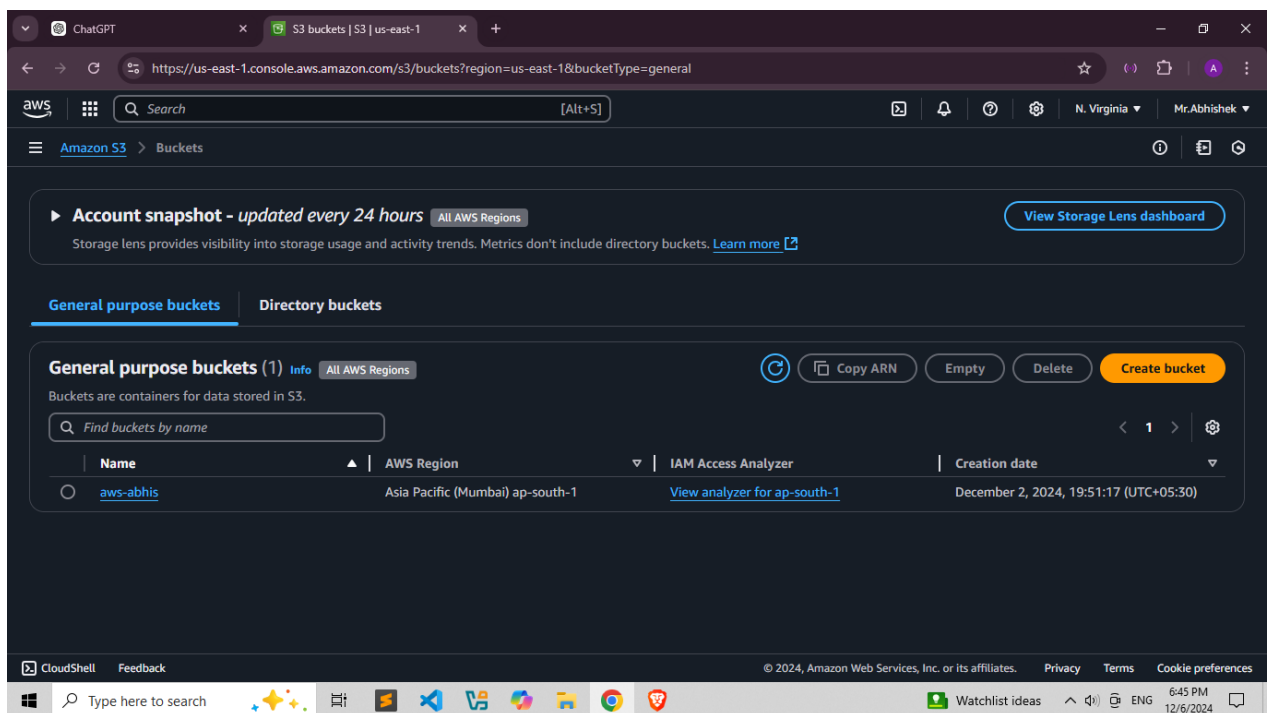 ChatGPT
S3 buckets | S3 | us-east-1
https://us-east-1.console.aws.amazon.com/s3/buckets?region=us-east-1&bucketType=general
A
aws
Search [Alt+S]
N. Virginia
Mr.Abhishek
Amazon S3 > Buckets
Account snapshot - updated every 24 hours All AWS Regions
View Storage Lens dashboard
Storage lens provides visibility into storage usage and activity trends. Metrics don't include directory buckets. Learn more
General purpose buckets Directory buckets
General purpose buckets (1) Info All AWS Regions
Copy ARN Empty Delete Create bucket
Buckets are containers for data stored in S3.
Find buckets by name
1
Name AWS Region IAM Access Analyzer Creation date
aws-abhis Asia Pacific (Mumbai) ap-south-1 View analyzer for ap-south-1 December 2, 2024, 19:51:17 (UTC+05:30)
CloudShell Feedback © 2024, Amazon Web Services, Inc. or its affiliates. Privacy Terms Cookie preferences
Type here to search
Watchlist ideas
ENG
6:45 PM
12/6/2024